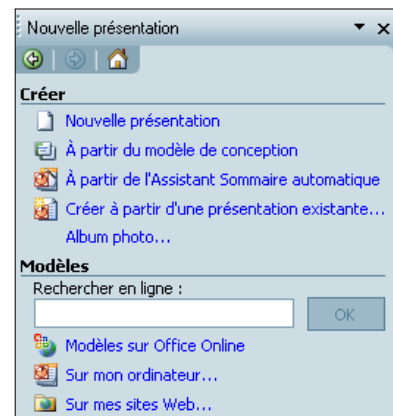 Nouvelle présentation
Créer
Nouvelle présentation
À partir du modèle de conception
À partir de l'Assistant Sommaire automatique
Créer à partir d'une présentation existante...
Album photo...
Modèles
Rechercher en ligne :
OK
Modèles sur Office Online
Sur mon ordinateur...
Sur mes sites Web...